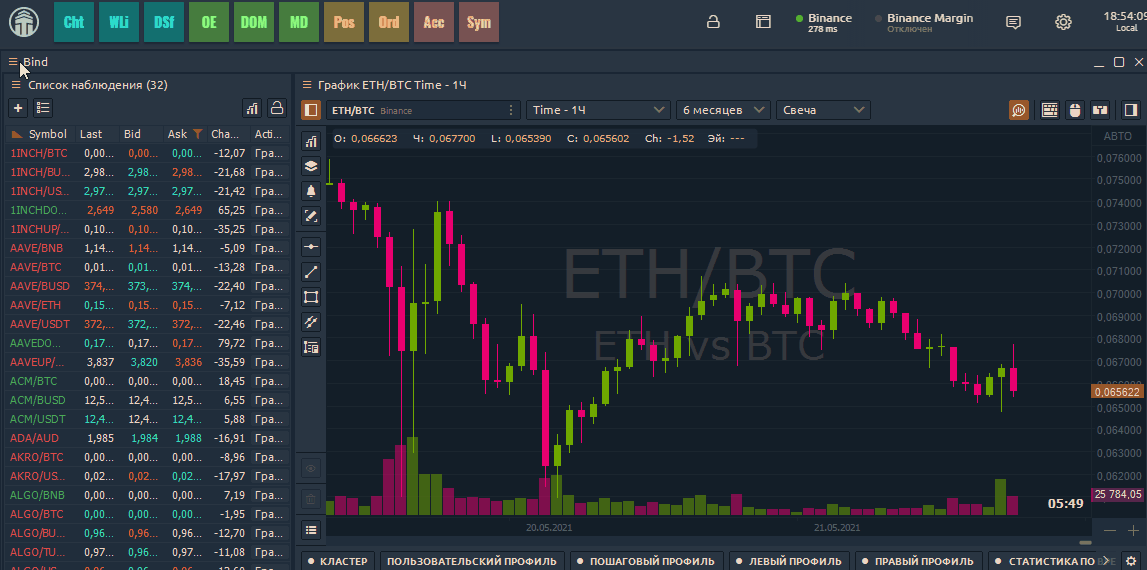 Cht WLi DSf OE DOM MD Pos Ord Acc Sym
Binance
278 ms
Binance Margin
Отключен
18:54:09
Local
Bind
Список наблюдения (32)
График ETH/BTC Time - 1Ч
ETH/BTC Binance
Time - 1Ч
6 месяцев
Свеча
Symbol Last Bid Ask Cha... Acti...
O: 0,066623 Ч: 0,067700 L: 0,065390 C: 0,065602 Ch: -1,52 Эй: ---
АВТО
1INCH/BTC 0,00... 0,00... 0,00... -12,07 Гра...
1INCH/BU... 2,98... 2,98... 2,98... -21,68 Гра...
1INCH/US... 2,97... 2,97... 2,97... -21,42 Гра...
1INCHDO... 2,649 2,580 2,649 65,25 Гра...
1INCHUP/... 0,10... 0,10... 0,10... -35,25 Гра...
AAVE/BNB 1,14... 1,14... 1,14... -5,09 Гра...
AAVE/BTC 0,01... 0,01... 0,01... -13,28 Гра...
AAVE/BUSD 374,... 373,... 374,... -22,40 Гра...
AAVE/ETH 0,15... 0,15... 0,15... -7,12 Гра...
AAVE/USDT 372,... 372,... 372,... -22,46 Гра...
AAVEDO... 0,17... 0,17... 0,17... 79,72 Гра...
AAVEUP/... 3,837 3,820 3,836 -35,59 Гра...
ACM/BTC 0,00... 0,00... 0,00... 18,45 Гра...
ACM/BUSD 12,5... 12,4... 12,5... 6,55 Гра...
ACM/USDT 12,4... 12,4... 12,4... 5,88 Гра...
ADA/AUD 1,985 1,984 1,988 -16,91 Гра...
AKRO/BTC 0,00... 0,00... 0,00... -8,96 Гра...
AKRO/US... 0,02... 0,02... 0,02... -17,97 Гра...
ALGO/BNB 0,00... 0,00... 0,00... 7,19 Гра...
ALGO/BTC 0,00... 0,00... 0,00... -1,95 Гра...
ALGO/BU... 0,96... 0,96... 0,96... -12,70 Гра...
ALGO/TU... 0,97... 0,96... 0,97... -11,08 Гра...
ETH/BTC
ETH vs BTC
0,076000
0,075000
0,074000
0,073000
0,072000
0,071000
0,070000
0,069000
0,068000
0,067000
0,065622
0,065000
0,064000
0,063000
0,062000
25 784,05
05:49
20.05.2021
21.05.2021
КЛАСТЕР
ПОЛЬЗОВАТЕЛЬСКИЙ ПРОФИЛЬ
ПОШАГОВЫЙ ПРОФИЛЬ
ЛЕВЫЙ ПРОФИЛЬ
ПРАВЫЙ ПРОФИЛЬ
СТАТИСТИКА ПО